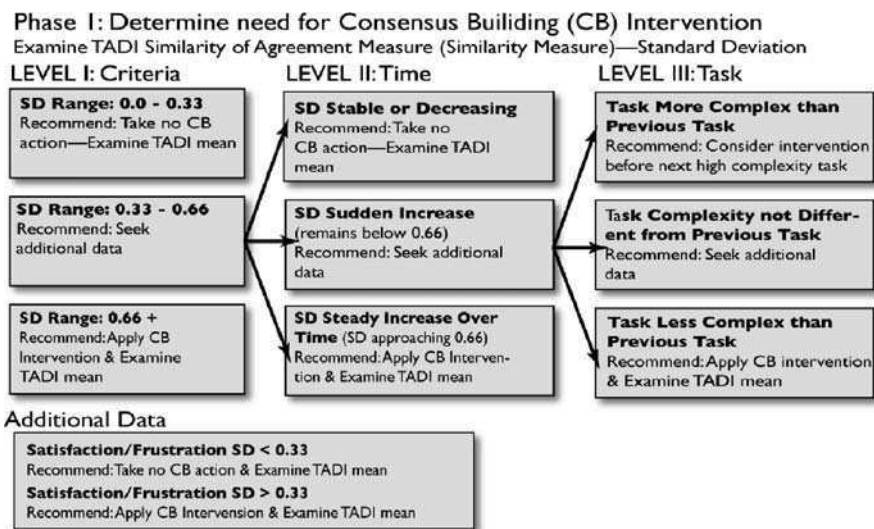 Phase 1: Determine need for Consensus Builiding (CB) Intervention
Examine TADI Similarity of Agreement Measure (Similarity Measure)—Standard Deviation
LEVEL I: Criteria
SD Range: 0.0 - 0.33
Recommend: Take no CB
action—Examine TADI mean
SD Range: 0.33 - 0.66
Recommend: Seek
additional data
SD Range: 0.66 +
Recommend: Apply CB
Intervention & Examine
TADI mean
LEVEL II: Time
SD Stable or Decreasing
Recommend: Take no
CB action—Examine TADI
mean
SD Sudden Increase
(remains below 0.66)
Recommend: Seek additional
data
SD Steady Increase Over
Time (SD approaching 0.66)
Recommend: Apply CB Interven-
tion & Examine TADI mean
LEVEL III: Task
Task More Complex than
Previous Task
Recommend: Consider intervention
before next high complexity task
Task Complexity not Differ-
ent from Previous Task
Recommend: Seek additional
data
Task Less Complex than
Previous Task
Recommend: Apply CB intervention
& Examine TADI mean
Additional Data
Satisfaction/Frustration SD < 0.33
Recommend: Take no CB action & Examine TADI mean
Satisfaction/Frustration SD > 0.33
Recommend: Apply CB Intervension & Examine TADI mean